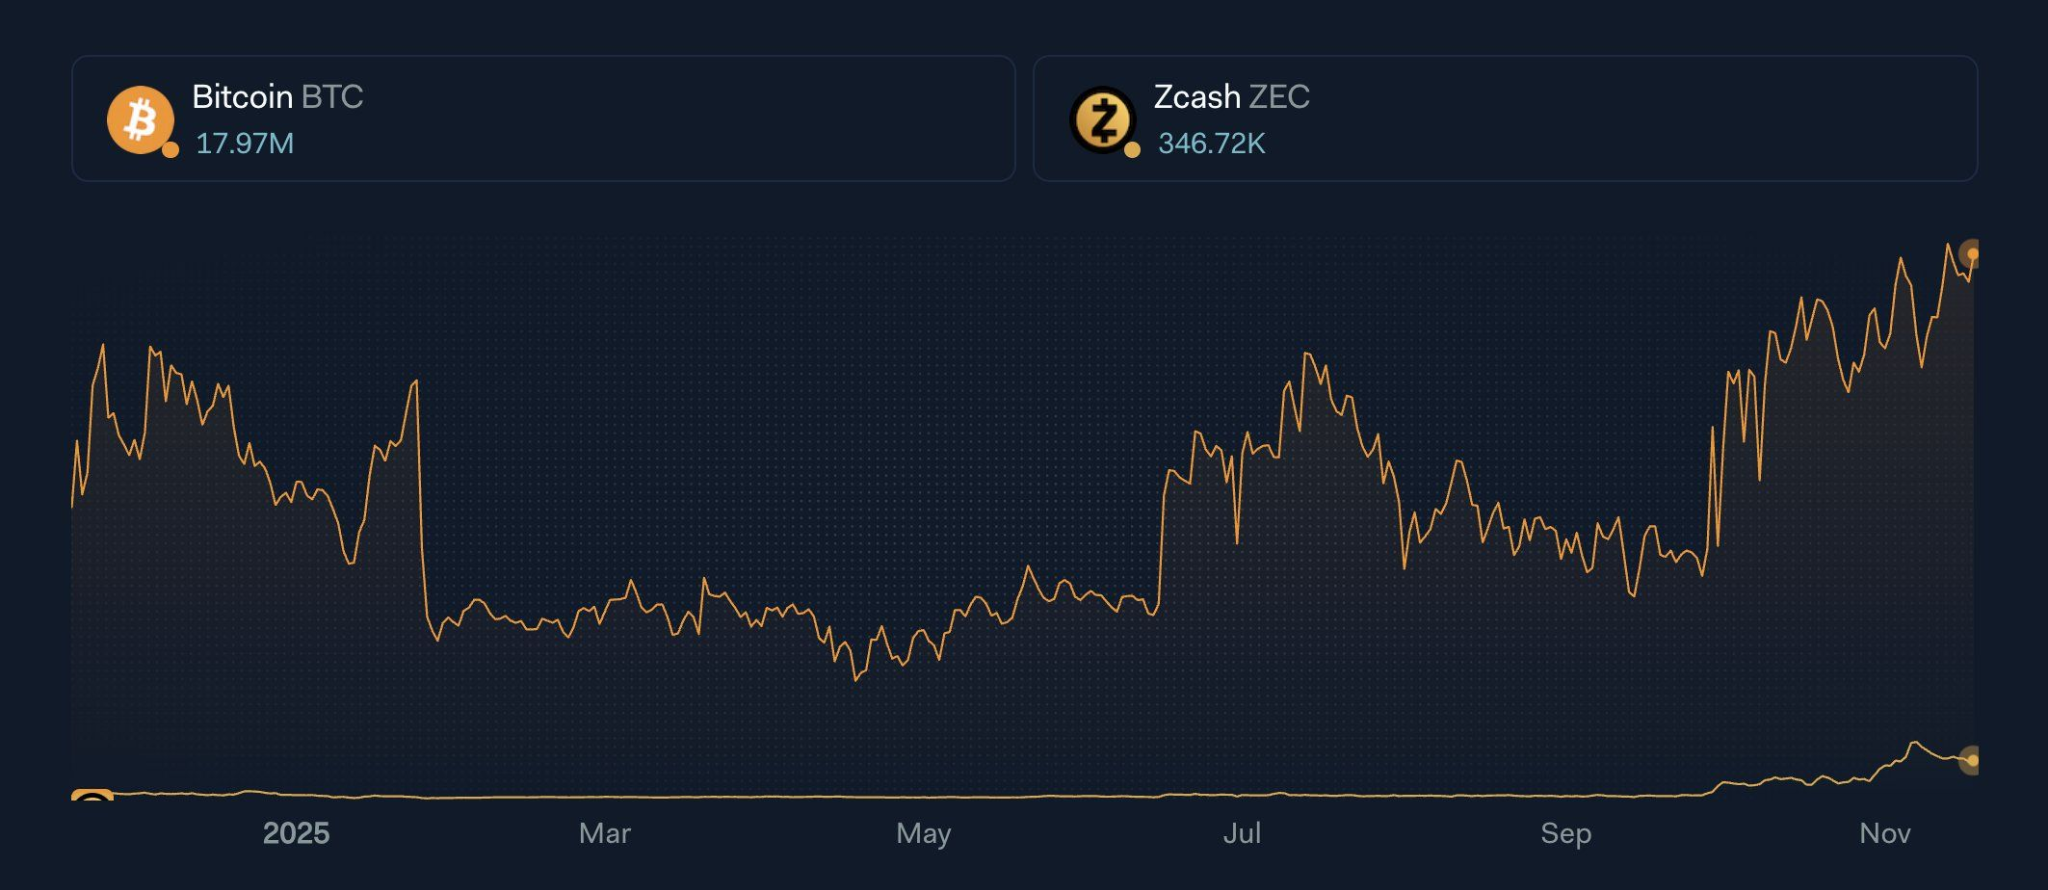 Bitcoin BTC
17.97M
Zcash ZEC
346.72K
2025 Mar May Jul Sep Nov